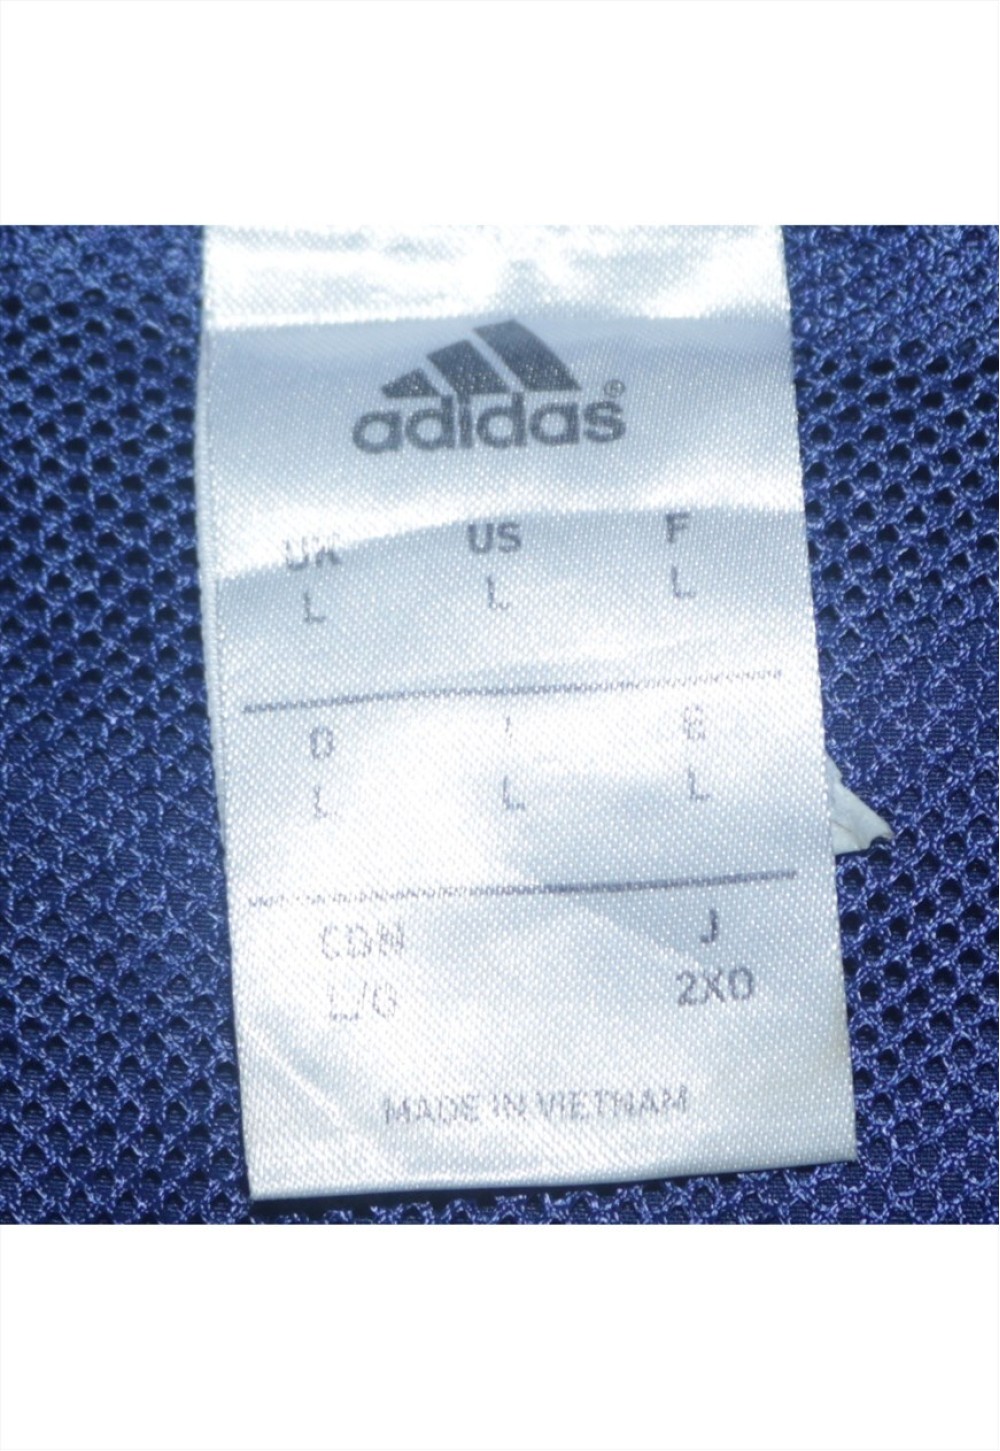 adidas®
UK US F
L L L
D I E
L L L
CDN J
L/G 2XO
MADE IN VIETNAM